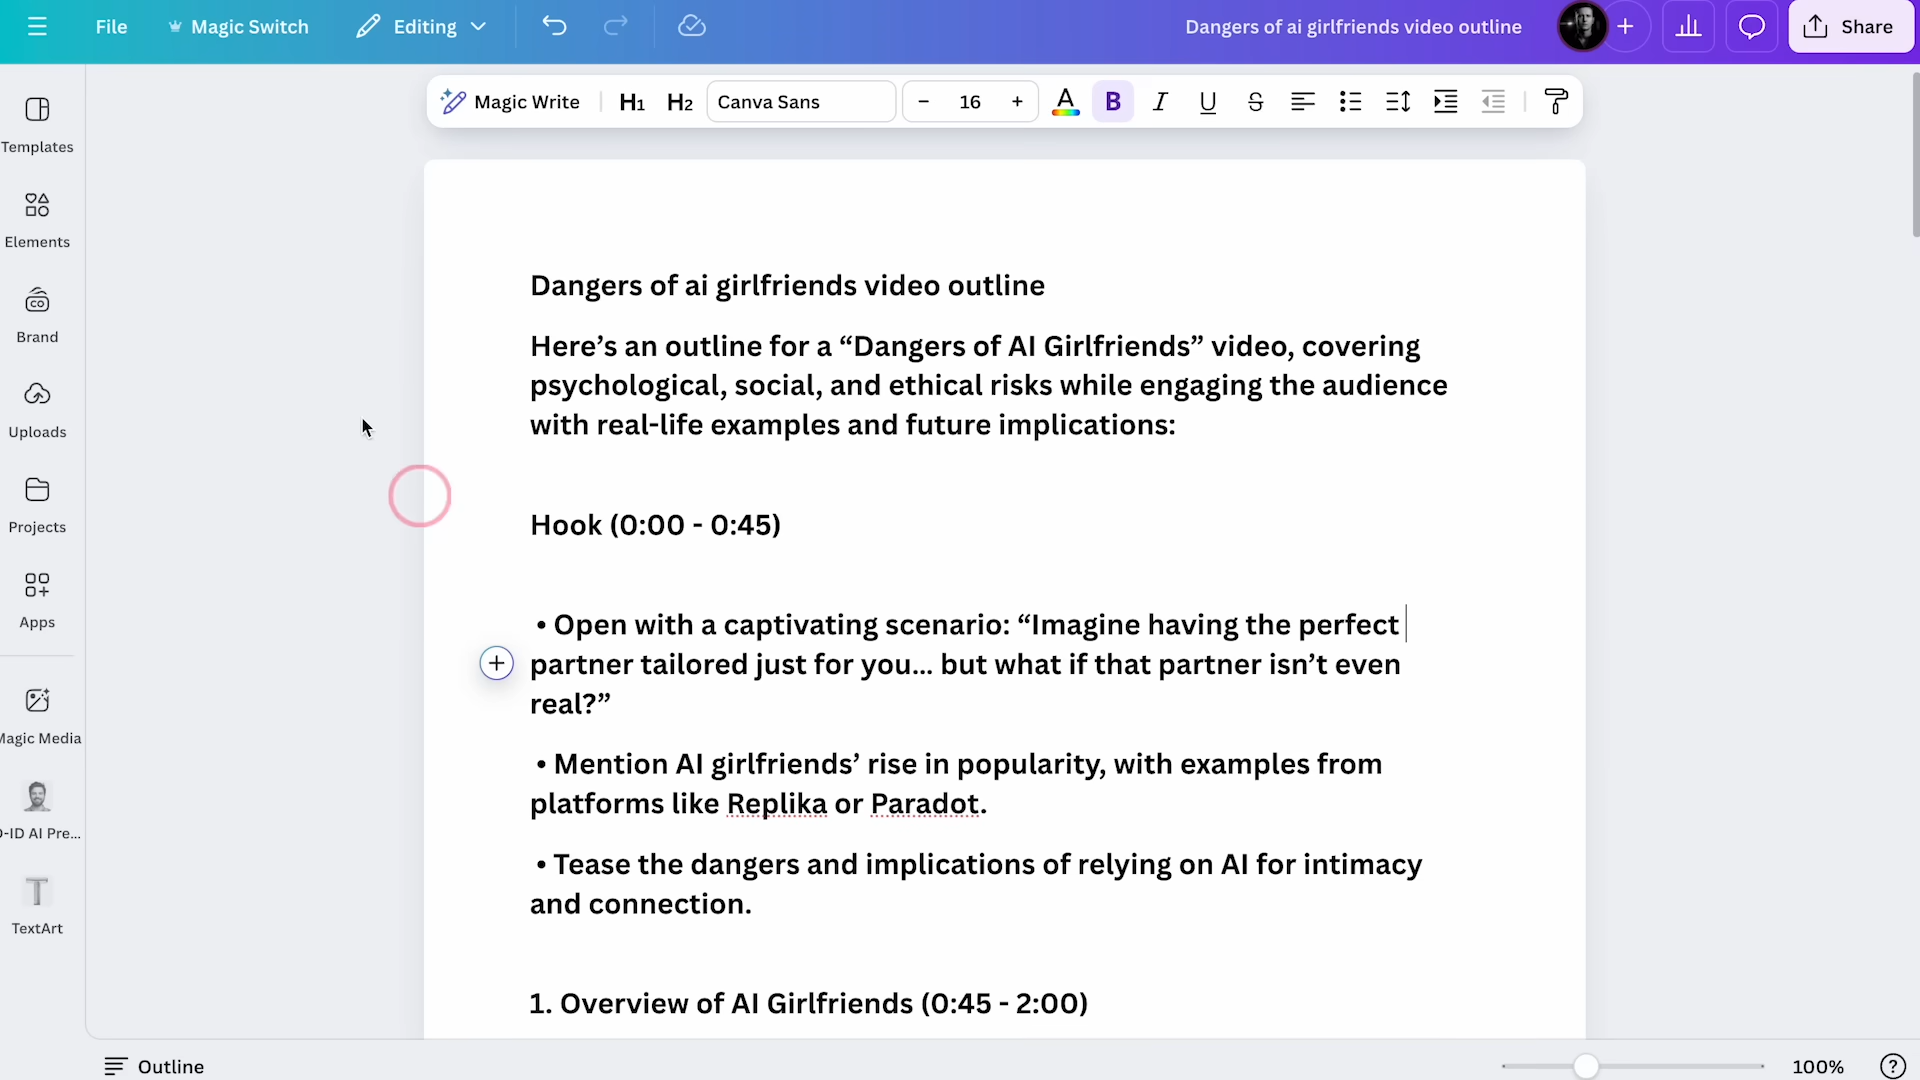 File
Magic Switch
Editing
Dangers of ai girlfriends video outline
Share
Templates
Elements
Brand
Uploads
Projects
Apps
Magic Media
D-ID AI Pre...
TextArt
Magic Write
H1
H2
Canva Sans
– 16 +
A
B
I
U
S
Dangers of ai girlfriends video outline
Here’s an outline for a “Dangers of AI Girlfriends” video, covering
psychological, social, and ethical risks while engaging the audience
with real-life examples and future implications:
Hook (0:00 - 0:45)
• Open with a captivating scenario: “Imagine having the perfect
partner tailored just for you... but what if that partner isn’t even
real?”
• Mention AI girlfriends’ rise in popularity, with examples from
platforms like Replika or Paradot.
• Tease the dangers and implications of relying on AI for intimacy
and connection.
1. Overview of AI Girlfriends (0:45 - 2:00)
Outline
100%
?